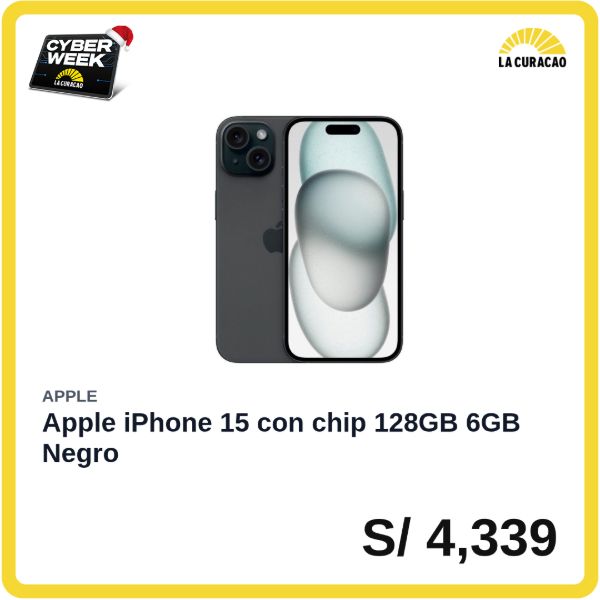 CYBER
WEEK
LA CURACAO
LA CURACAO
APPLE
Apple iPhone 15 con chip 128GB 6GB
Negro
S/ 4,339